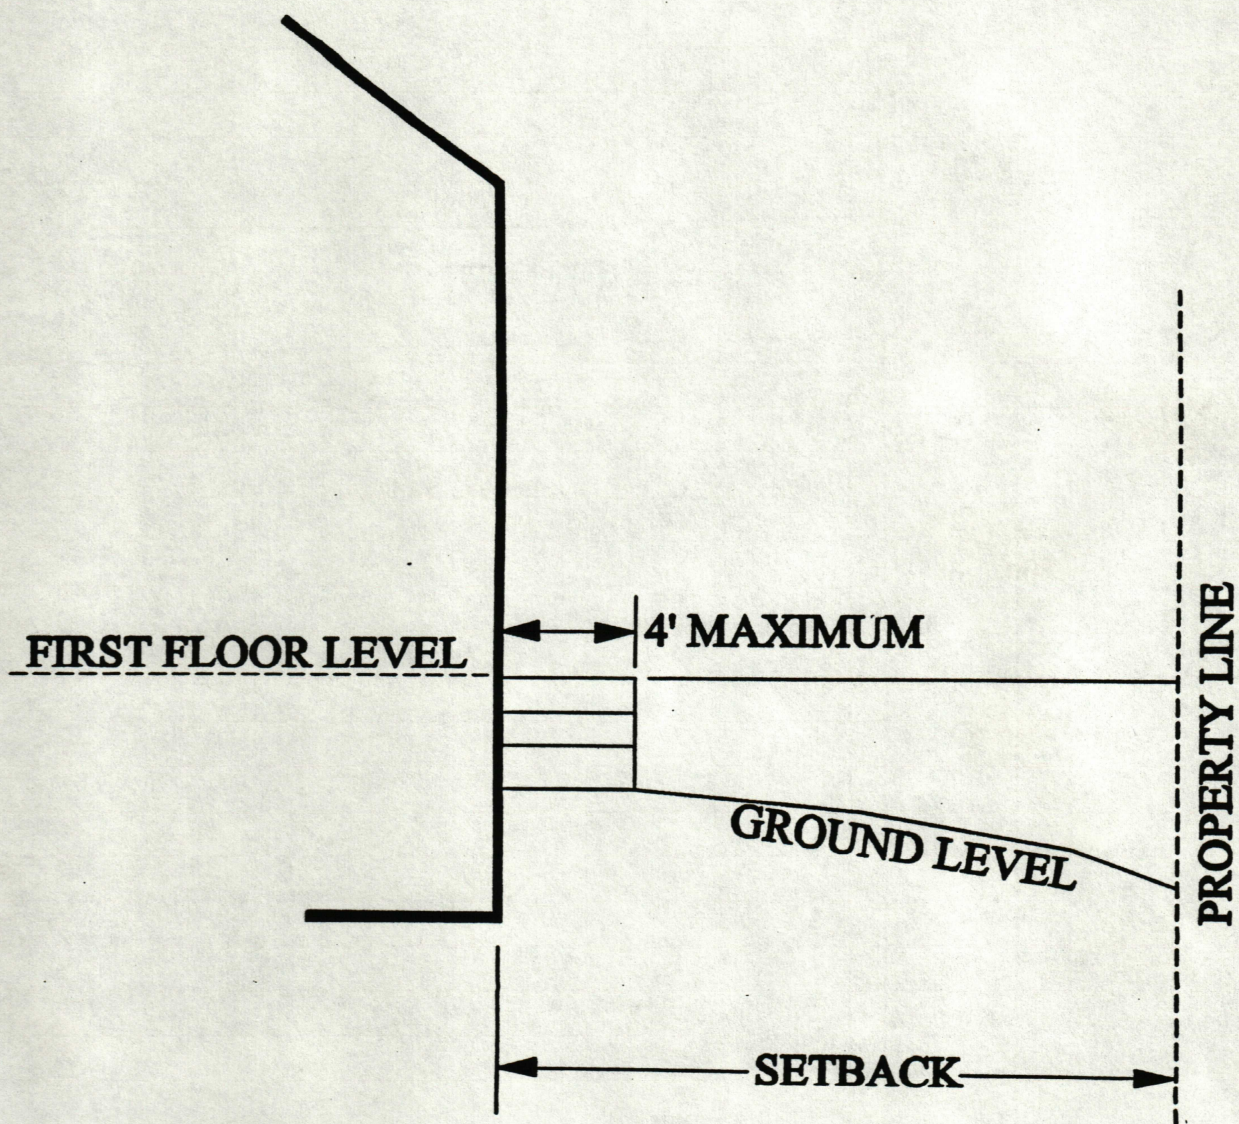 4' MAXIMUM
FIRST FLOOR LEVEL
PROPERTY LINE
GROUND LEVEL
SETBACK